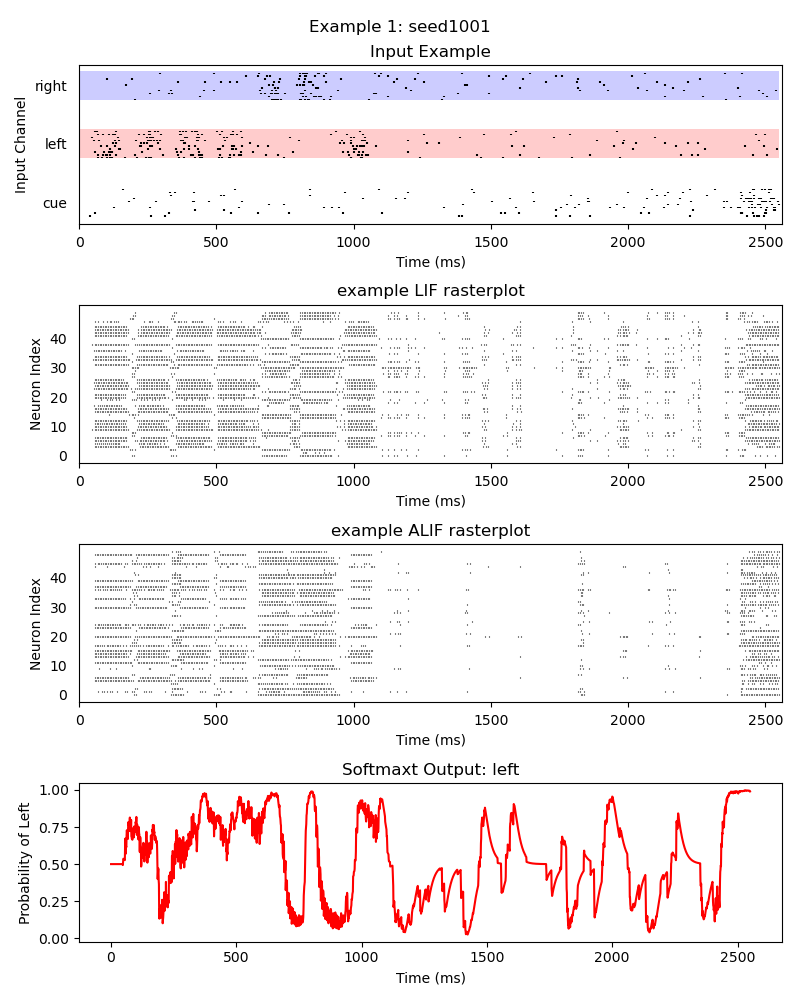 Example 1: seed1001
Input Example
right
left
cue
Input Channel
0 500 1000 1500 2000 2500
Time (ms)
example LIF rasterplot
40
30
20
10
0
Neuron Index
0 500 1000 1500 2000 2500
Time (ms)
example ALIF rasterplot
40
30
20
10
0
Neuron Index
0 500 1000 1500 2000 2500
Time (ms)
Softmaxt Output: left
1.00
0.75
0.50
0.25
0.00
Probability of Left
0 500 1000 1500 2000 2500
Time (ms)